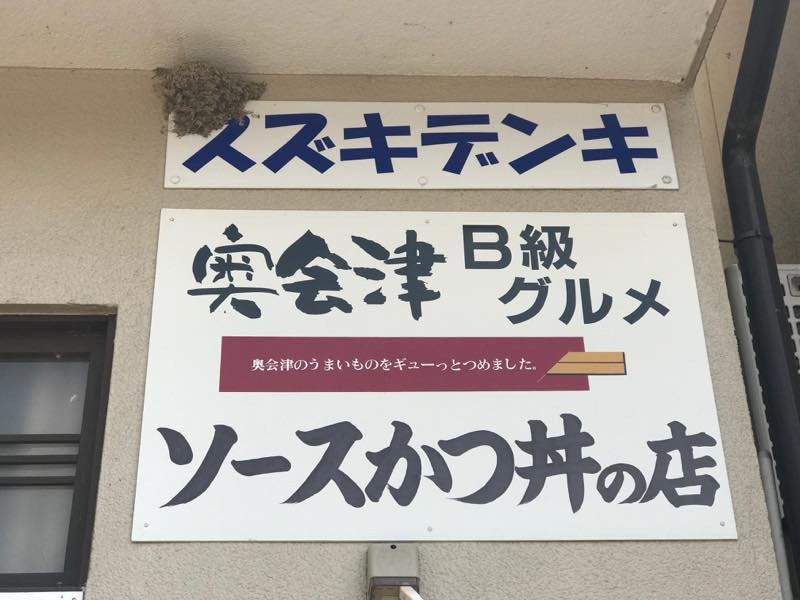 スズキデンキ
奥会津 B級
グルメ
奥会津のうまいものをギューっとつめました。
ソースかつ丼の店